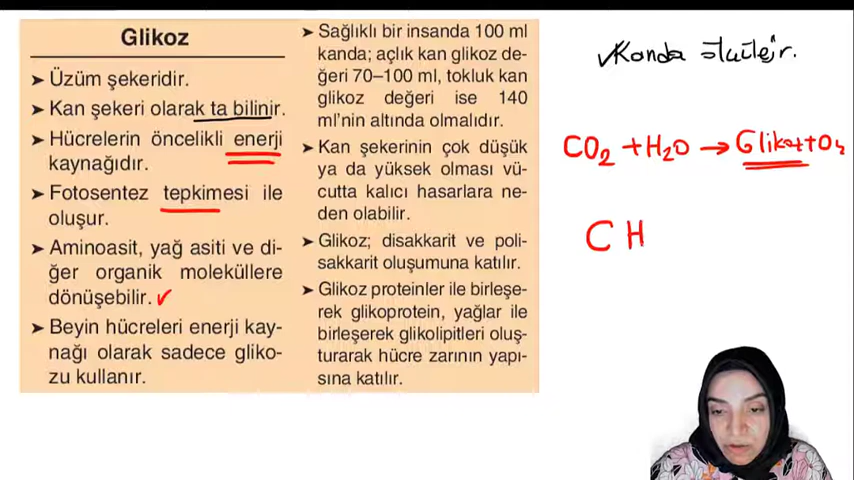 Glikoz
➤ Üzüm şekeridir.
➤ Kan şekeri olarak ta bilinir.
➤ Hücrelerin öncelikli enerji
kaynağıdır.
➤ Fotosentez tepkimesi ile
oluşur.
➤ Aminoasit, yağ asiti ve di-
ğer organik moleküllere
dönüşebilir. ✓
➤ Beyin hücreleri enerji kay-
nağı olarak sadece gliko-
zu kullanır.
➤ Sağlıklı bir insanda 100 ml
kanda; açlık kan glikoz de-
ğeri 70–100 ml, tokluk kan
glikoz değeri ise 140
ml’nin altında olmalıdır.
➤ Kan şekerinin çok düşük
ya da yüksek olması vü-
cutta kalıcı hasarlara ne-
den olabilir.
➤ Glikoz; disakkarit ve poli-
sakkarit oluşumuna katılır.
➤ Glikoz proteinler ile birleşe-
rek glikoprotein, yağlar ile
birleşerek glikolipitleri oluş-
turarak hücre zarının yapı-
sına katılır.
✓Kanda
CO₂ + H₂O → Glikoz + O₂
C H